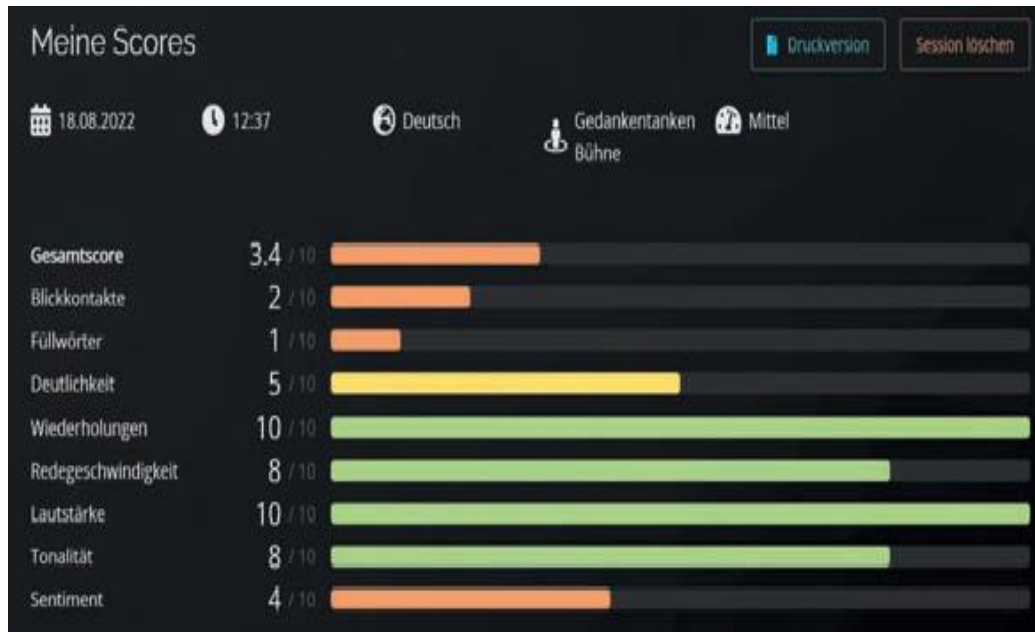 Meine Scores
Druckversion
Session löschen
18.08.2022
12:37
Deutsch
Gedankentanken
Bühne
Mittel
Gesamtscore 3.4 / 10
Blickkontakte 2 / 10
Füllwörter 1 / 10
Deutlichkeit 5 / 10
Wiederholungen 10 / 10
Redegeschwindigkeit 8 / 10
Lautstärke 10 / 10
Tonalität 8 / 10
Sentiment 4 / 10